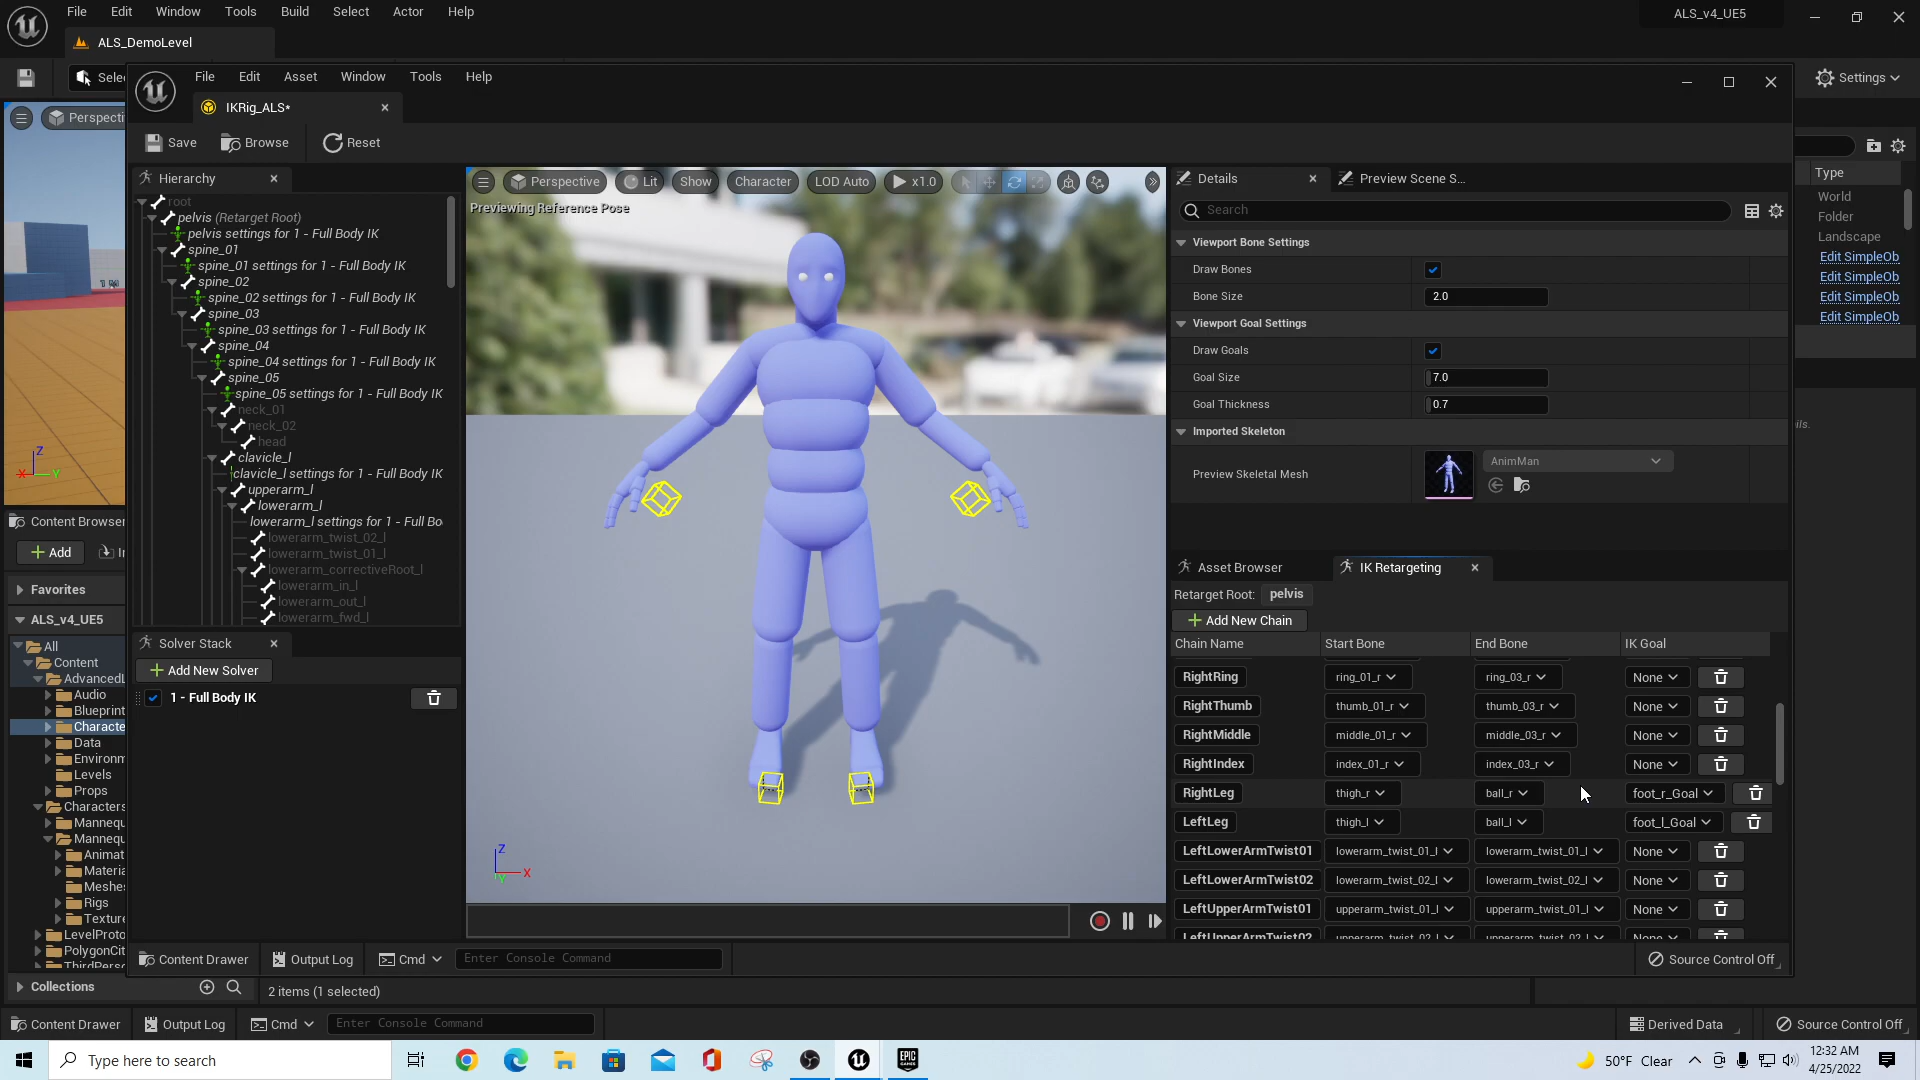 File Edit Window Tools Build Select Actor Help
ALS_v4_UE5
ALS_DemoLevel
Selec
Settings
File Edit Asset Window Tools Help
IKRig_ALS*
Save Browse Reset
Perspecti
Hierarchy
root
pelvis (Retarget Root)
pelvis settings for 1 - Full Body IK
spine_01
spine_01 settings for 1 - Full Body IK
spine_02
spine_02 settings for 1 - Full Body IK
spine_03
spine_03 settings for 1 - Full Body IK
spine_04
spine_04 settings for 1 - Full Body IK
spine_05
spine_05 settings for 1 - Full Body IK
neck_01
neck_02
head
clavicle_l
clavicle_l settings for 1 - Full Body IK
upperarm_l
lowerarm_l
lowerarm_l settings for 1 - Full Bo
lowerarm_twist_02_l
lowerarm_twist_01_l
lowerarm_correctiveRoot_l
lowerarm_in_l
lowerarm_out_l
lowerarm_fwd_l
Solver Stack
Add New Solver
1 - Full Body IK
Perspective Lit Show Character LOD Auto x1.0
Previewing Reference Pose
Z
X
Y
Details
Preview Scene S...
Search
Viewport Bone Settings
Draw Bones
Bone Size 2.0
Viewport Goal Settings
Draw Goals
Goal Size 7.0
Goal Thickness 0.7
Imported Skeleton
Preview Skeletal Mesh AnimMan
Asset Browser
IK Retargeting
Retarget Root: pelvis
Add New Chain
Chain Name Start Bone End Bone IK Goal
RightRing ring_01_r ring_03_r None
RightThumb thumb_01_r thumb_03_r None
RightMiddle middle_01_r middle_03_r None
RightIndex index_01_r index_03_r None
RightLeg thigh_r ball_r foot_r_Goal
LeftLeg thigh_l ball_l foot_l_Goal
LeftLowerArmTwist01 lowerarm_twist_01_l lowerarm_twist_01_l None
LeftLowerArmTwist02 lowerarm_twist_02_l lowerarm_twist_02_l None
LeftUpperArmTwist01 upperarm_twist_01_l upperarm_twist_01_l None
LeftUpperArmTwist02 upperarm_twist_02_l upperarm_twist_02_l None
Type
World
Folder
Landscape
Edit SimpleOb
Edit SimpleOb
Edit SimpleOb
Edit SimpleOb
ils.
1 M
Z
X
Y
Content Browser
Add
Favorites
ALS_v4_UE5
All
Content
AdvancedL
Audio
Blueprint
Characte
Data
Environm
Levels
Props
Characters
Mannequ
Mannequ
Animat
Materia
Meshes
Rigs
Texture
LevelProto
PolygonCit
ThirdPerso
Collections
Content Drawer Output Log Cmd Enter Console Command
Source Control Off
2 items (1 selected)
Content Drawer Output Log Cmd Enter Console Command
Derived Data Source Control Off
Type here to search
EPIC GAMES
50°F Clear
12:32 AM
4/25/2022